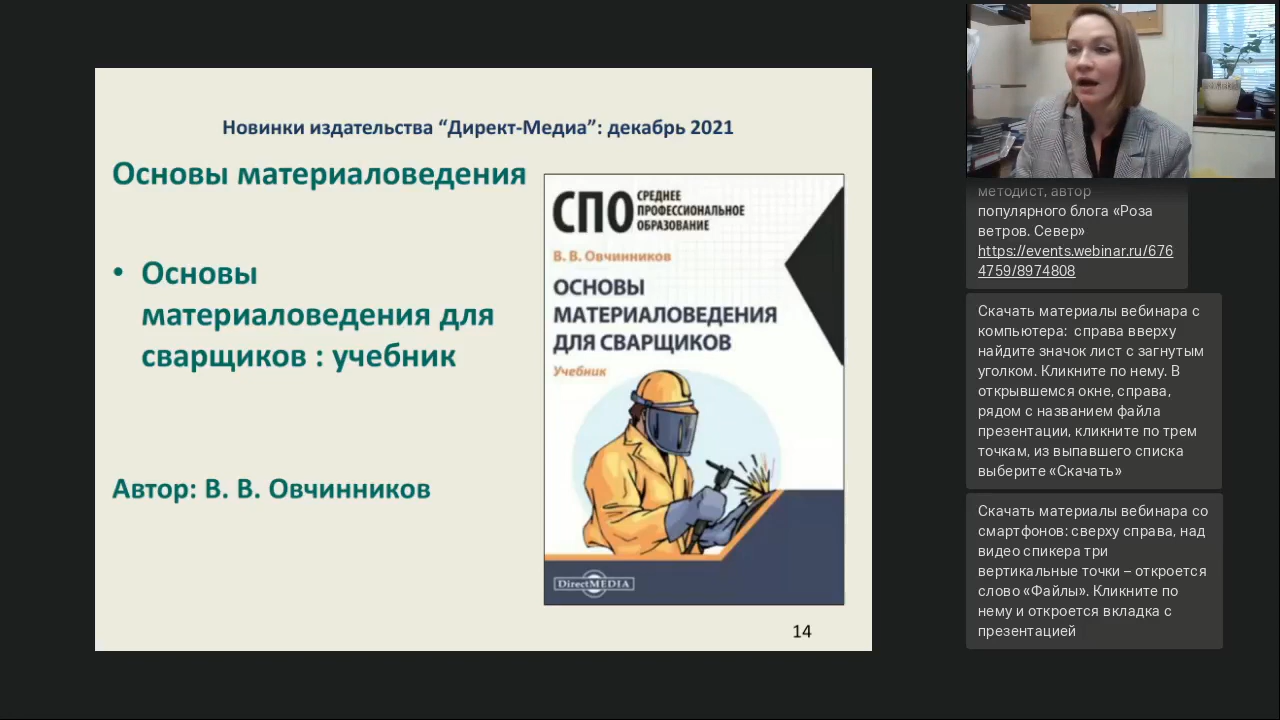 Новинки издательства “Директ-Медиа”: декабрь 2021
Основы материаловедения
• Основы
материаловедения для
сварщиков : учебник
Автор: В. В. Овчинников
СПО СРЕДНЕЕ
ПРОФЕССИОНАЛЬНОЕ
ОБРАЗОВАНИЕ
В. В. Овчинников
ОСНОВЫ
МАТЕРИАЛОВЕДЕНИЯ
ДЛЯ СВАРЩИКОВ
Учебник
DirectMEDIA
14
методист, автор
популярного блога «Роза
ветров. Север»
https://events.webinar.ru/676
4759/8974808
Скачать материалы вебинара с
компьютера:  справа вверху
найдите значок лист с загнутым
уголком. Кликните по нему. В
открывшемся окне, справа,
рядом с названием файла
презентации, кликните по трем
точкам, из выпавшего списка
выберите «Скачать»
Скачать материалы вебинара со
смартфонов: сверху справа, над
видео спикера три
вертикальные точки – откроется
слово «Файлы». Кликните по
нему и откроется вкладка с
презентацией